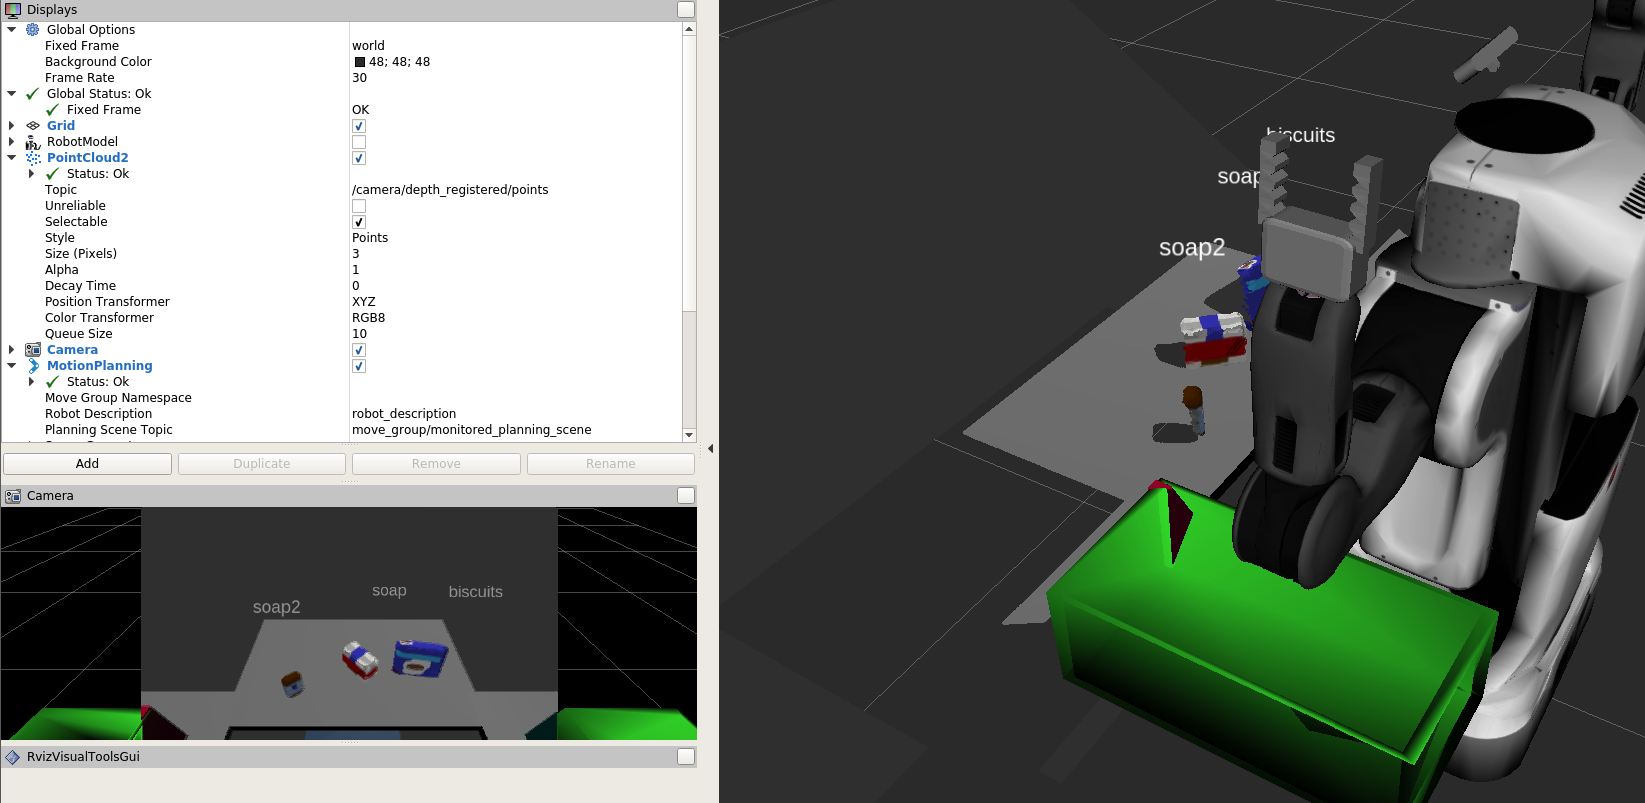 Displays
Global Options
Fixed Frame world
Background Color 48; 48; 48
Frame Rate 30
Global Status: Ok
Fixed Frame OK
Grid
RobotModel
PointCloud2
Status: Ok
Topic /camera/depth_registered/points
Unreliable
Selectable
Style Points
Size (Pixels) 3
Alpha 1
Decay Time 0
Position Transformer XYZ
Color Transformer RGB8
Queue Size 10
Camera
MotionPlanning
Status: Ok
Move Group Namespace
Robot Description robot_description
Planning Scene Topic move_group/monitored_planning_scene
Add Duplicate Remove Rename
Camera
soap biscuits
soap2
RvizVisualToolsGui
biscuits
soap
soap2